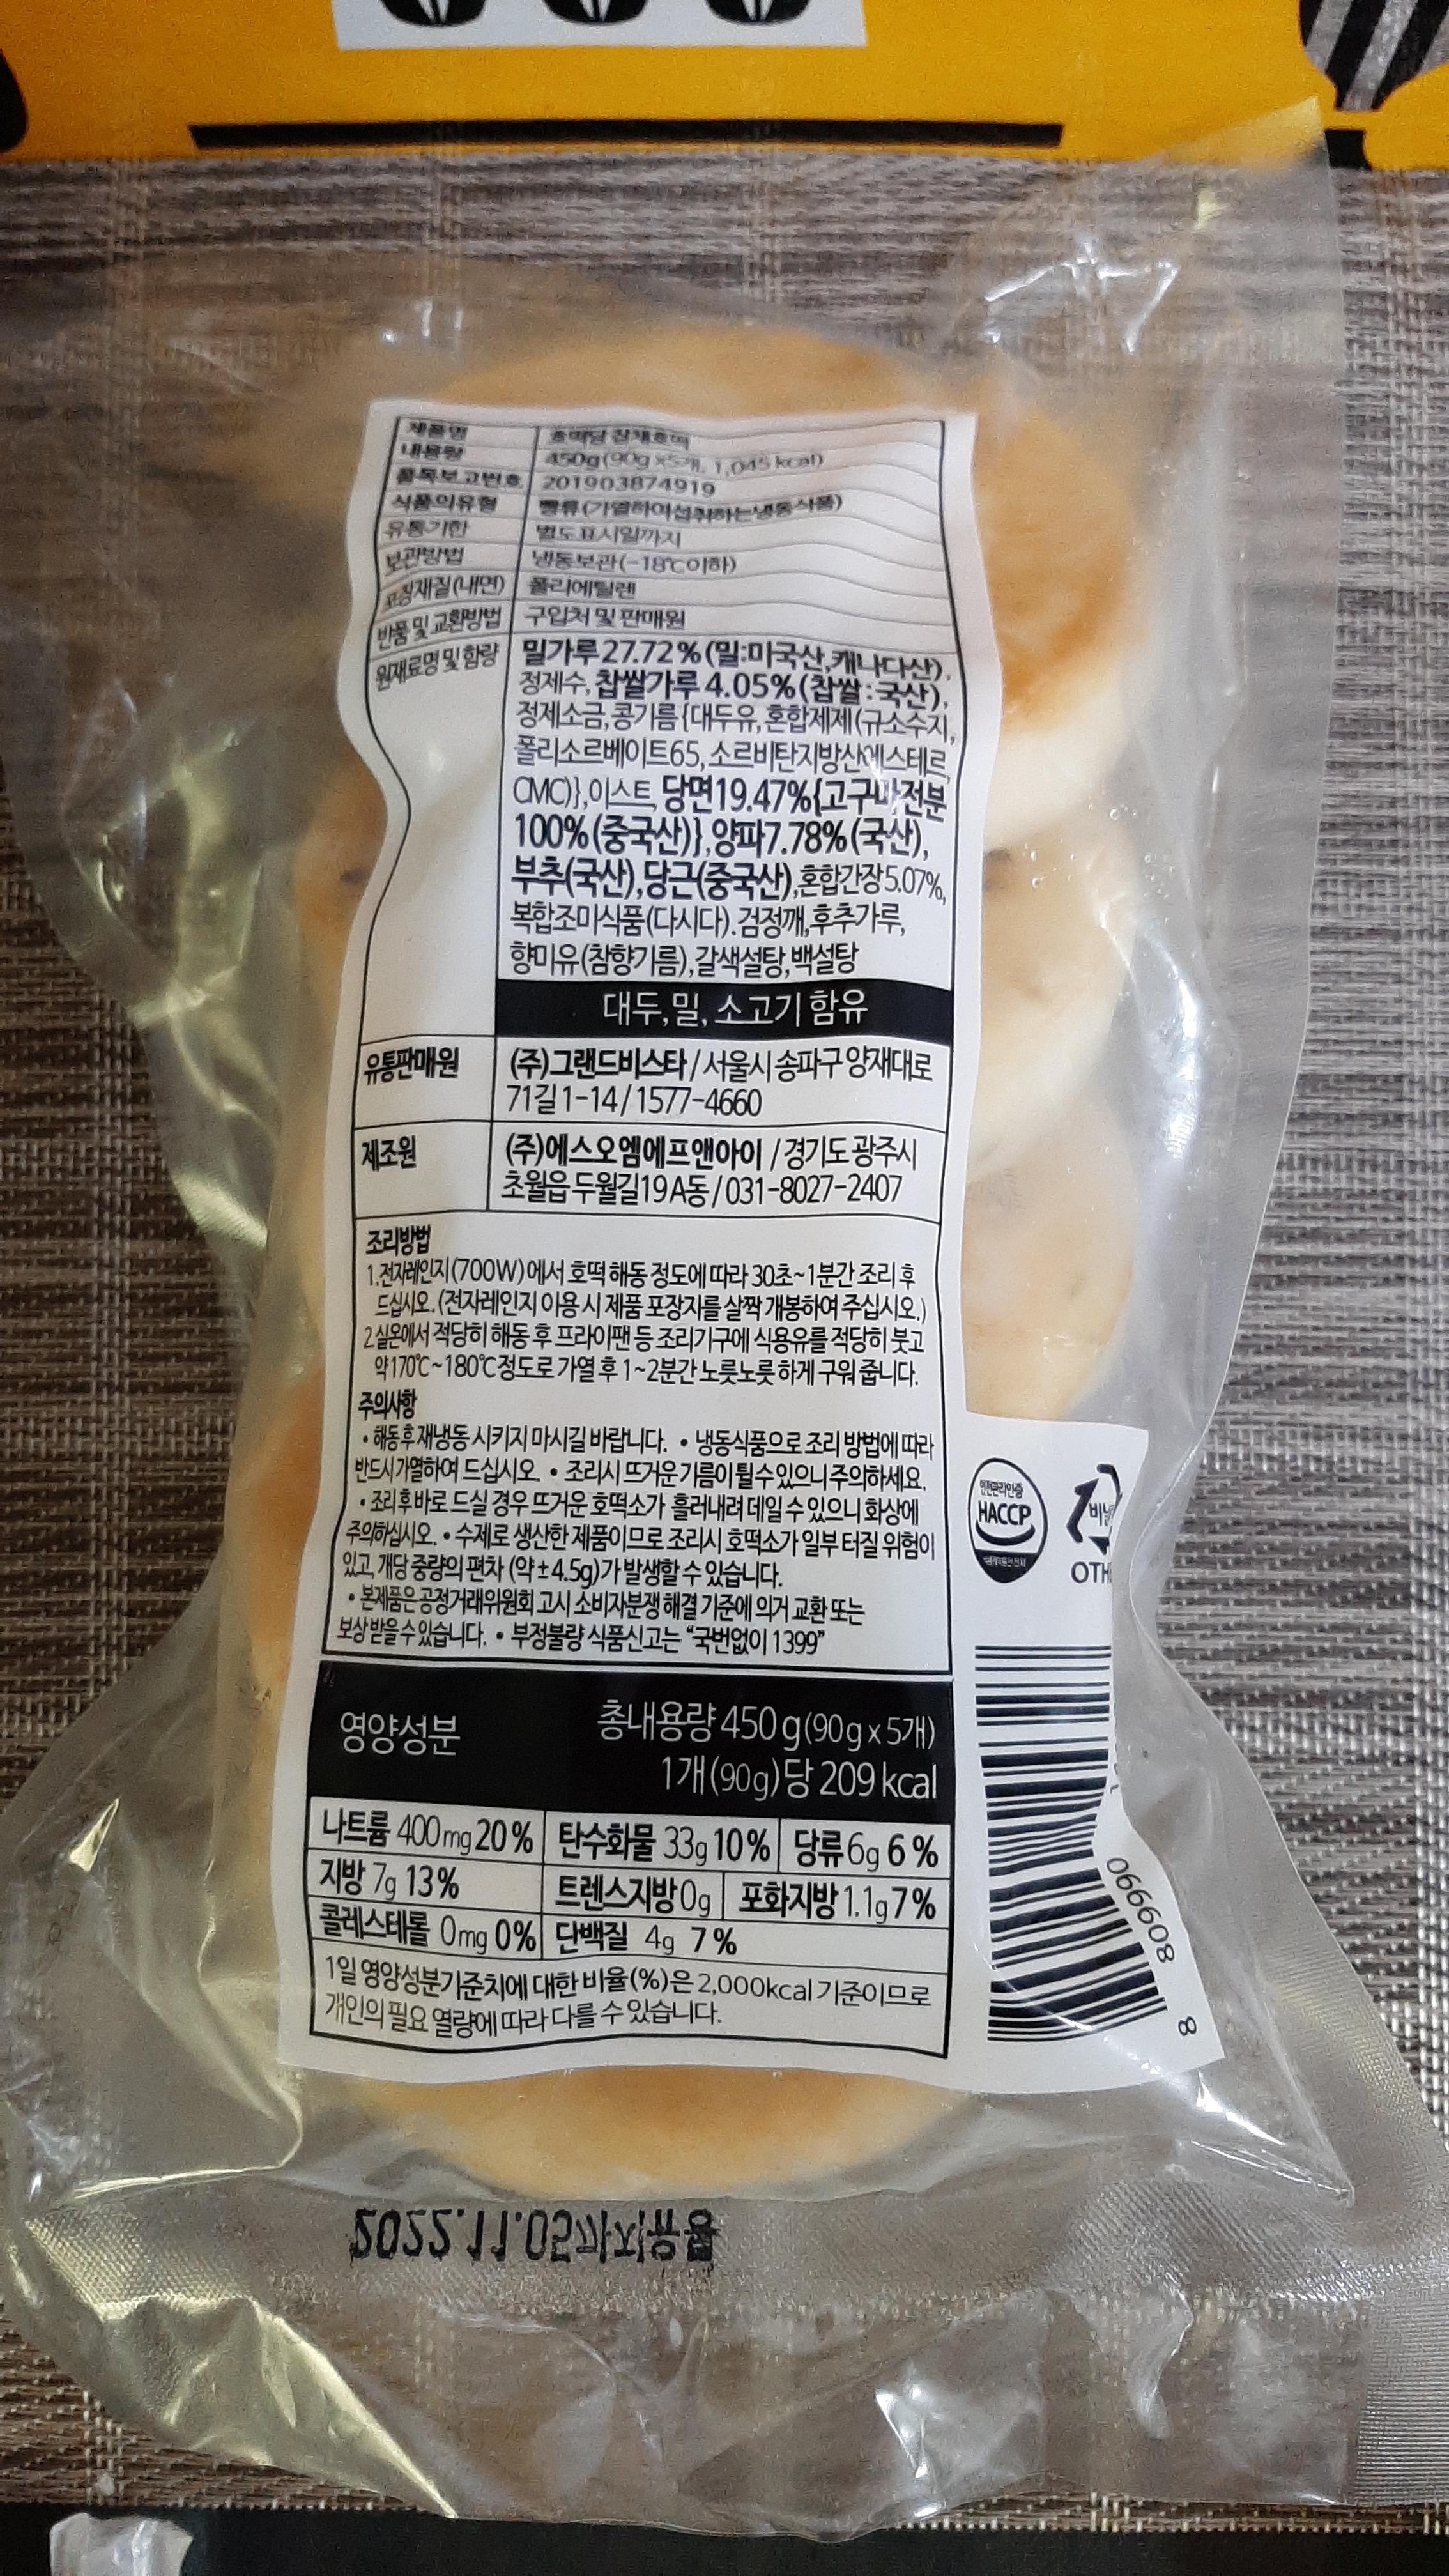 제품명 호떡당 잡채호떡
내용량 450g(90g x5개, 1,045 kcal)
품목보고번호 201903874919
식품의유형 빵류(가열하여섭취하는냉동식품)
유통기한 별도표시일까지
보관방법 냉동보관(-18℃이하)
포장재질(내면) 폴리에틸렌
반품 및 교환방법 구입처 및 판매원
원재료명 및 함량 밀가루 27.72%(밀:미국산,캐나다산),
정제수, 찹쌀가루 4.05%(찹쌀:국산),
정제소금,콩기름{대두유,혼합제제(규소수지,
폴리소르베이트65,소르비탄지방산에스테르,
CMC)},이스트,당면19.47%{고구마전분
100%(중국산)},양파7.78%(국산),
부추(국산),당근(중국산),혼합간장5.07%,
복합조미식품(다시다).검정깨,후추가루,
향미유(참향기름),갈색설탕,백설탕
대두,밀, 소고기 함유
유통판매원 (주)그랜드비스타/서울시 송파구 양재대로
71길 1-14/1577-4660
제조원 (주)에스오엠에프앤아이 /경기도 광주시
초월읍 두월길19 A동/031-8027-2407
조리방법
1.전자레인지(700W)에서 호떡 해동 정도에 따라 30초~1분간 조리 후
드십시오.(전자레인지 이용 시 제품 포장지를 살짝 개봉하여 주십시오.)
2.실온에서 적당히 해동 후 프라이팬 등 조리기구에 식용유를 적당히 붓고
약170℃~180℃정도로 가열 후 1~2분간 노릇노릇 하게 구워 줍니다.
주의사항
• 해동 후 재냉동 시키지 마시길 바랍니다. • 냉동식품으로 조리 방법에 따라
반드시 가열하여 드십시오. • 조리시 뜨거운 기름이 튈 수 있으니 주의하세요.
• 조리 후 바로 드실 경우 뜨거운 호떡소가 흘러내려 데일 수 있으니 화상에
주의하십시오. • 수제로 생산한 제품이므로 조리시 호떡소가 일부 터질 위험이
있고, 개당 중량의 편차 (약±4.5g)가 발생할 수 있습니다.
• 본제품은 공정거래위원회 고시 소비자분쟁 해결 기준에 의거 교환 또는
보상 받을 수 있습니다. • 부정불량 식품신고는 “국번없이 1399”
안전관리인증
HACCP
비닐
OTH
영양성분 총내용량 450g(90g x 5개)
1개(90g)당 209 kcal
나트륨 400mg 20% 탄수화물 33g 10% 당류6g 6%
지방 7g 13% 트렌스지방0g 포화지방1.1g7%
콜레스테롤 0mg 0% 단백질 4g 7%
1일 영양성분기준치에 대한 비율(%)은 2,000kcal 기준이므로
개인의 필요 열량에 따라 다를 수 있습니다.
066608 8
2022.11.05까지유통